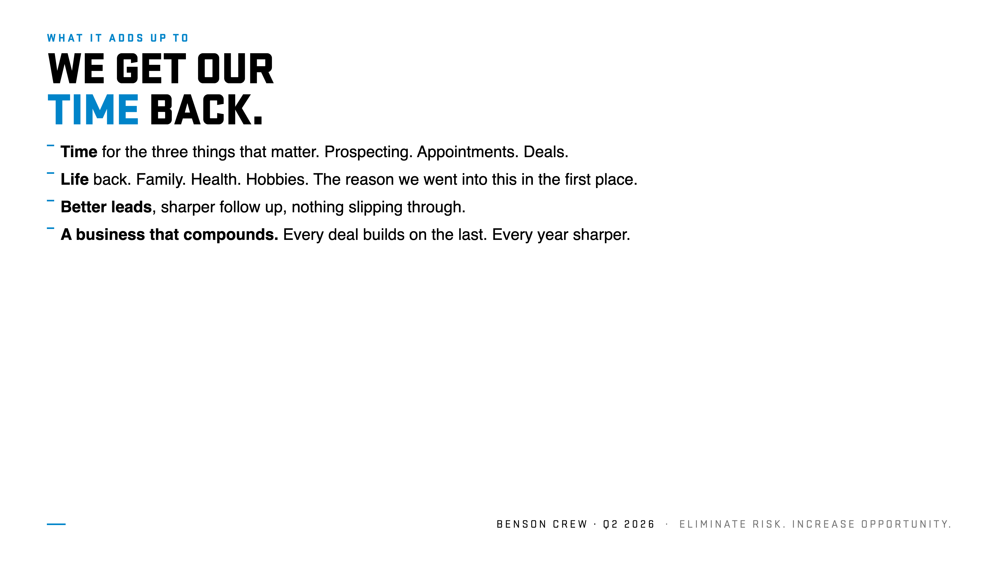 WHAT IT ADDS UP TO
WE GET OUR
TIME BACK.
Time for the three things that matter. Prospecting. Appointments. Deals.
Life back. Family. Health. Hobbies. The reason we went into this in the first place.
Better leads, sharper follow up, nothing slipping through.
A business that compounds. Every deal builds on the last. Every year sharper.
BENSON CREW · Q2 2026 · ELIMINATE RISK. INCREASE OPPORTUNITY.